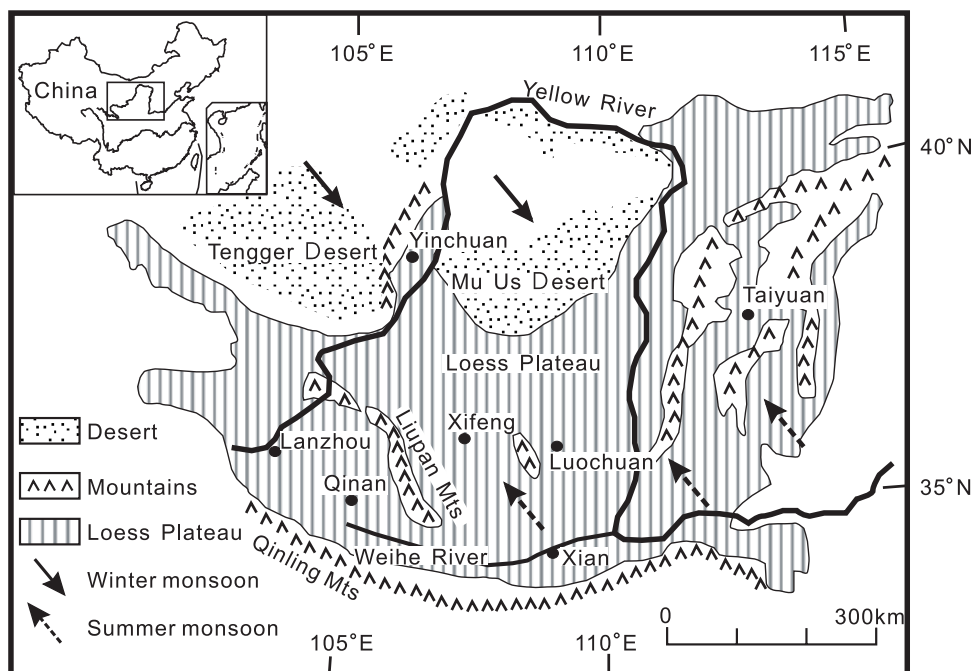 105°E
110°E
115°E
China
Yellow River
40°N
Tengger Desert
Yinchuan
Mu Us Desert
Taiyuan
Loess Plateau
Xifeng
Liupan Mts
Lanzhou
Luochuan
Qinan
35°N
Weihe River
Xian
Qinling Mts
Desert
Mountains
Loess Plateau
Winter monsoon
Summer monsoon
0
300km
105°E
110°E